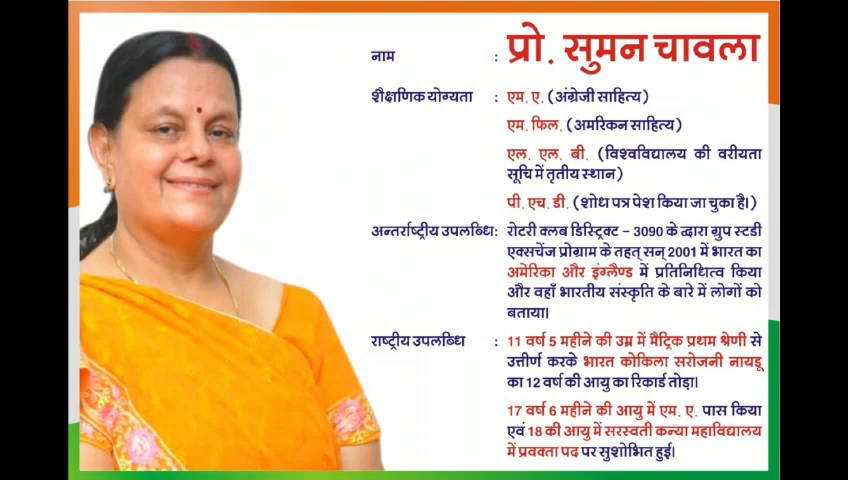 नाम : प्रो. सुमन चावला
शैक्षणिक योग्यता : एम. ए. (अंग्रेजी साहित्य)
एम. फिल. (अमरिकन साहित्य)
एल. एल. बी. (विश्वविद्यालय की वरीयता
सूचि में तृतीय स्थान)
पी. एच. डी. (शोध पत्र पेश किया जा चुका है।)
अन्तर्राष्ट्रीय उपलब्धि: रोटरी क्लब डिस्ट्रिक्ट – 3090 के द्वारा ग्रुप स्टडी
एक्सचेंज प्रोग्राम के तहत् सन् 2001 में भारत का
अमेरिका और इंग्लैण्ड में प्रतिनिधित्व किया
और वहाँ भारतीय संस्कृति के बारे में लोगों को
बताया।
राष्ट्रीय उपलब्धि : 11 वर्ष 5 महीने की उम्र में मैट्रिक प्रथम श्रेणी से
उत्तीर्ण करके भारत कोकिला सरोजनी नायडू
का 12 वर्ष की आयु का रिकार्ड तोड़ा।
17 वर्ष 6 महीने की आयु में एम. ए. पास किया
एवं 18 की आयु में सरस्वती कन्या महाविद्यालय
में प्रवक्ता पद पर सुशोभित हुई।